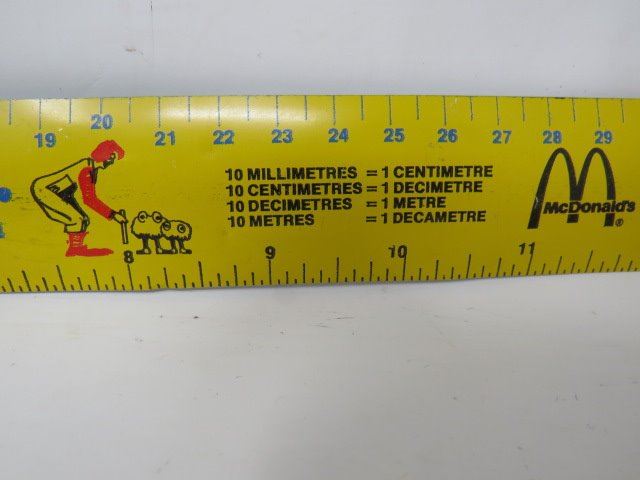 19 20 21 22 23 24 25 26 27 28 29
10 MILLIMETRES = 1 CENTIMETRE
10 CENTIMETRES = 1 DECIMETRE
10 DECIMETRES = 1 METRE
10 METRES = 1 DECAMETRE
McDonald's ®
8 9 10 11